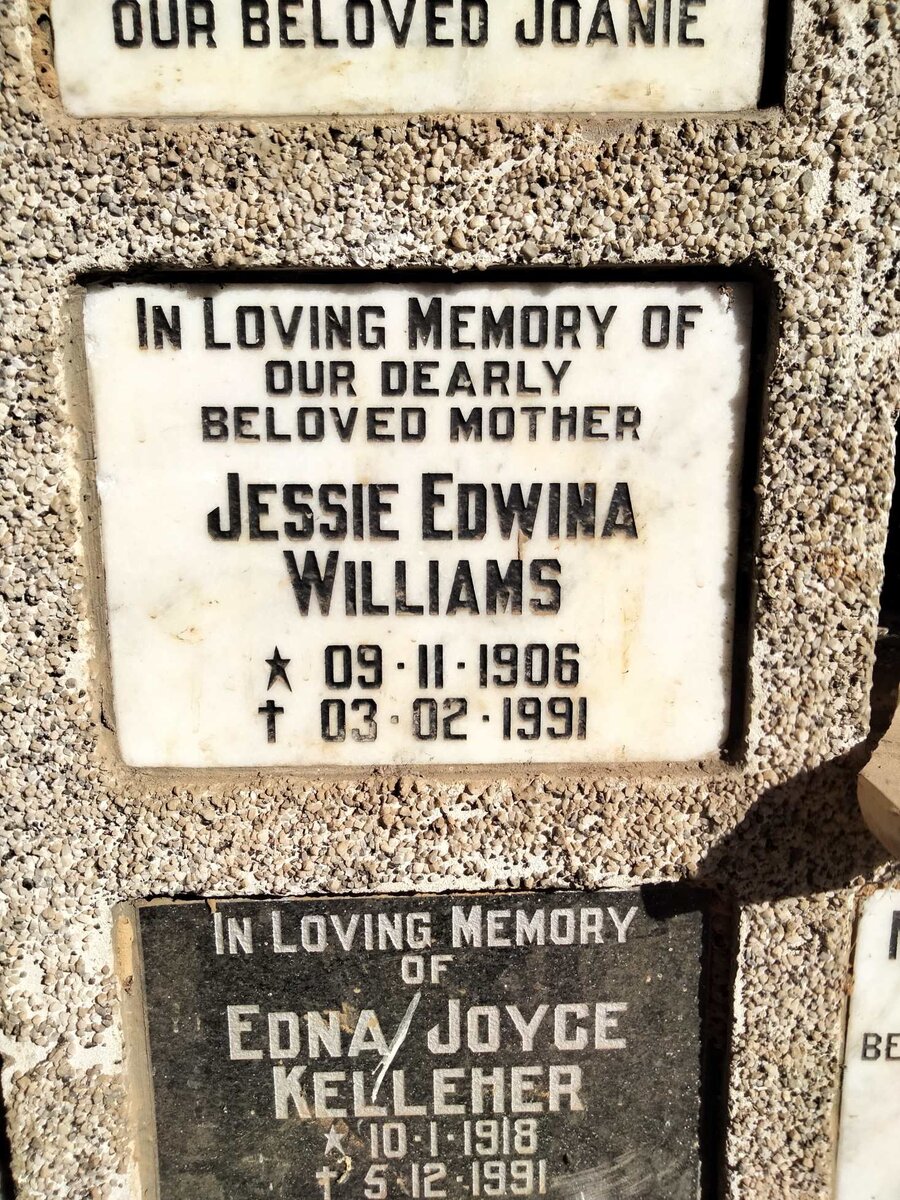 OUR BELOVED JOANIE
IN LOVING MEMORY OF
OUR DEARLY
BELOVED MOTHER
JESSIE EDWINA
WILLIAMS
★ 09·11·1906
† 03·02·1991
IN LOVING MEMORY
OF
EDNA JOYCE
KELLEHER
★ 10·1·1918
† 5·12·1991